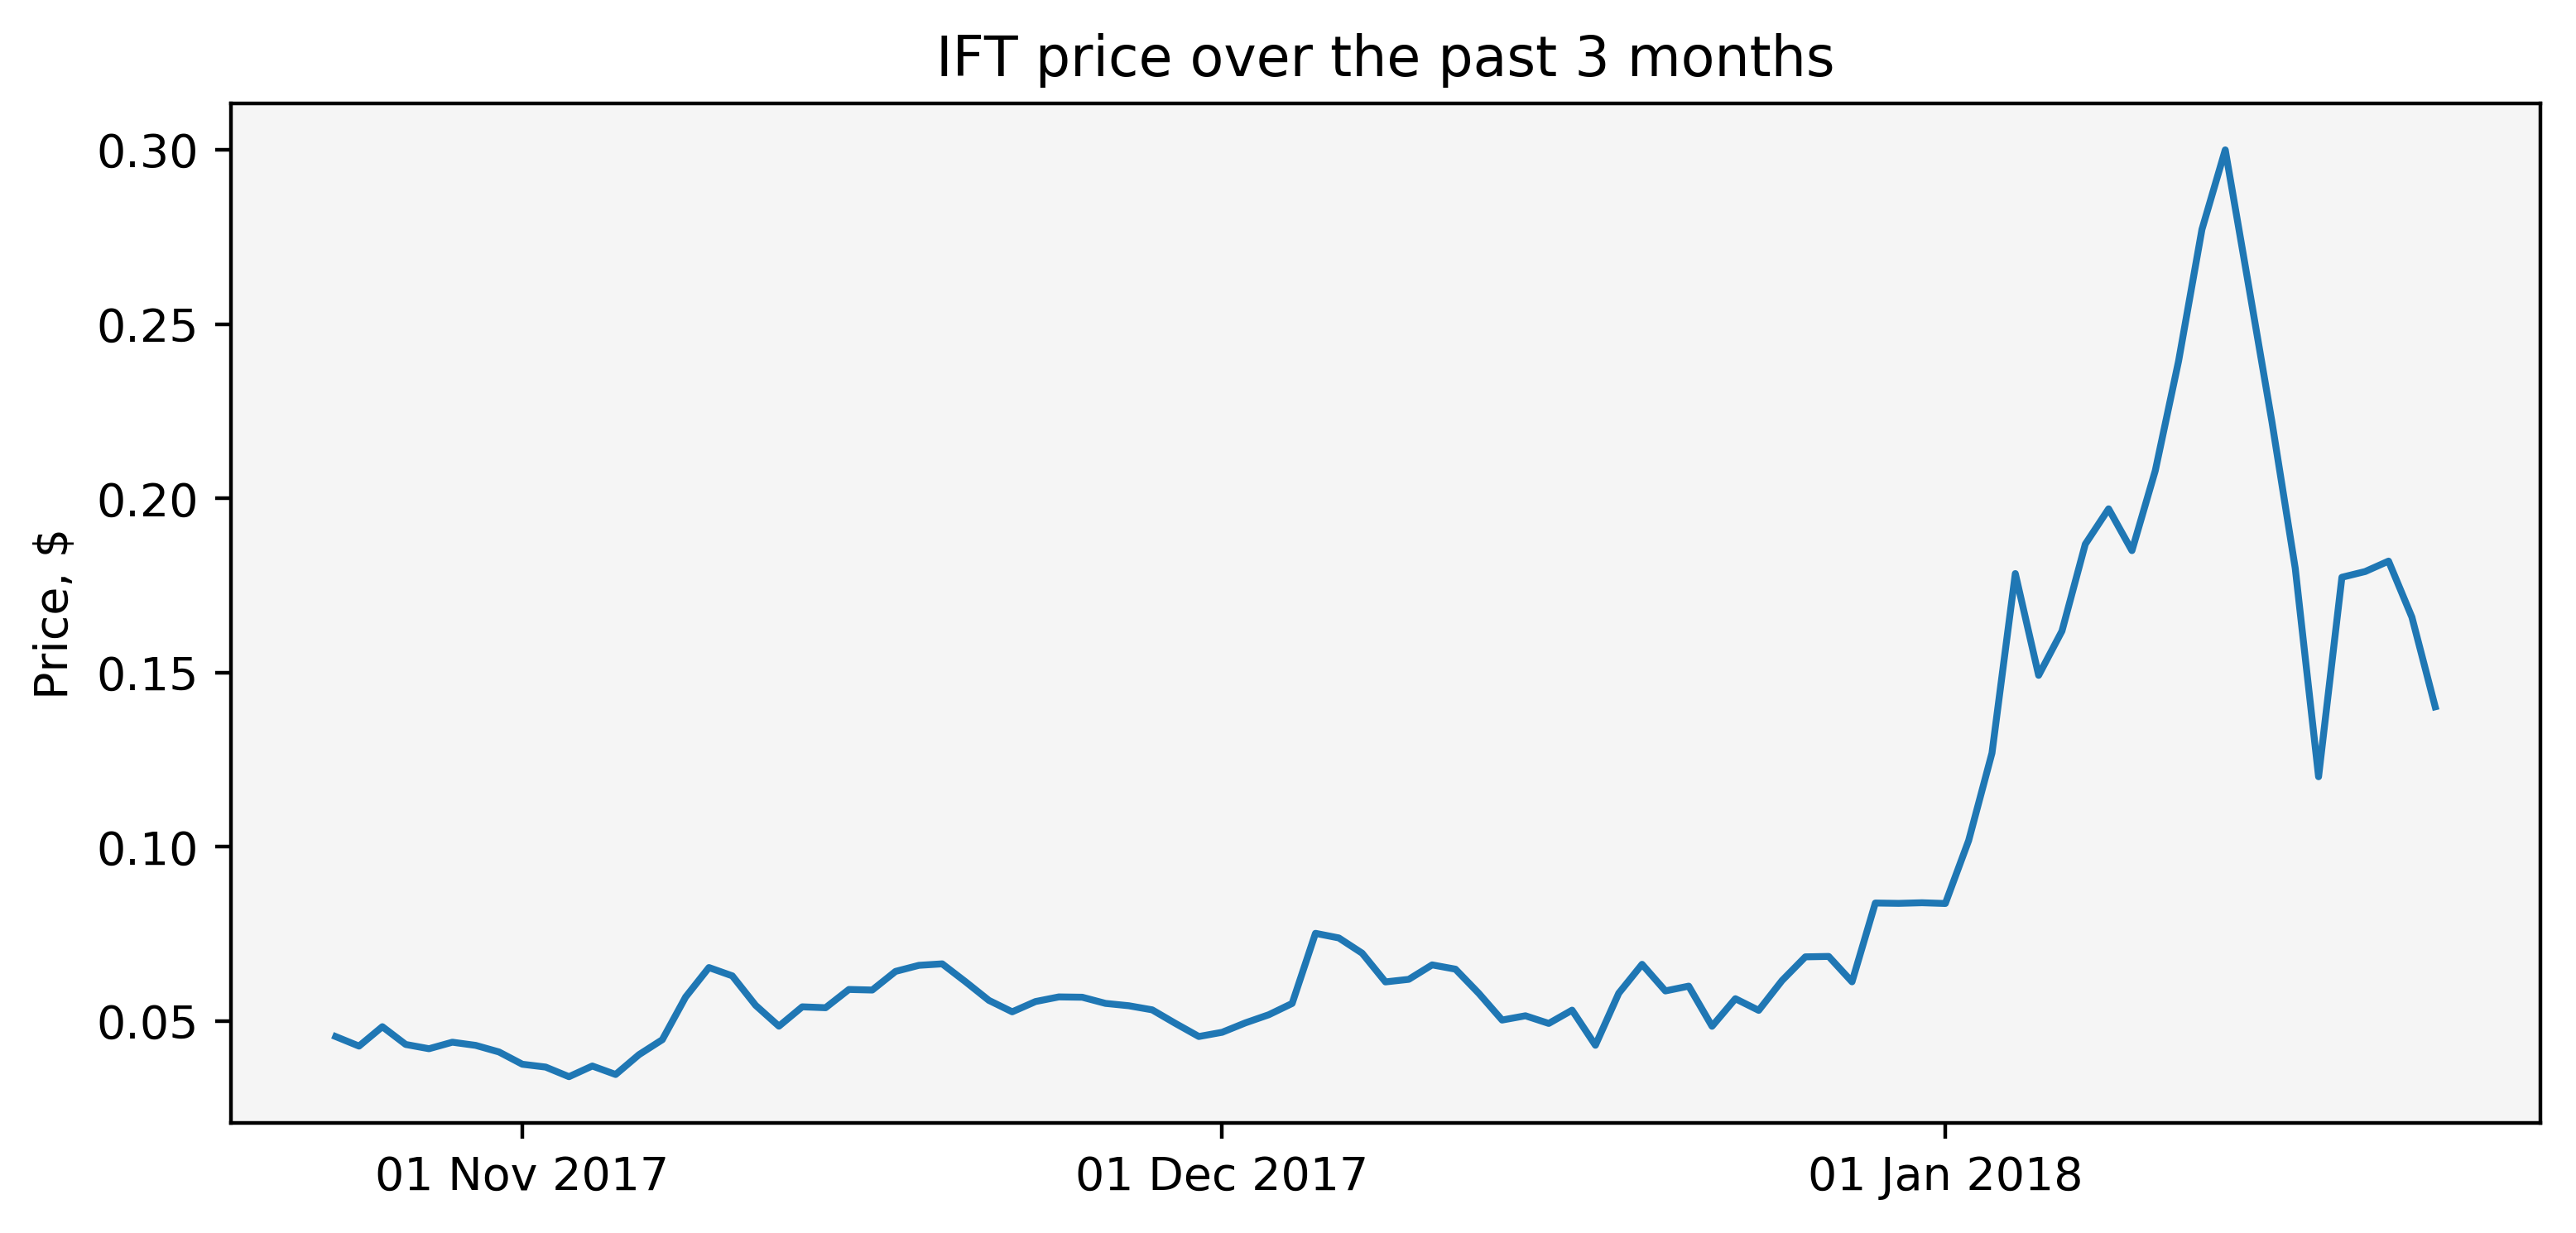 IFT price over the past 3 months
Price, $
0.30
0.25
0.20
0.15
0.10
0.05
01 Nov 2017
01 Dec 2017
01 Jan 2018